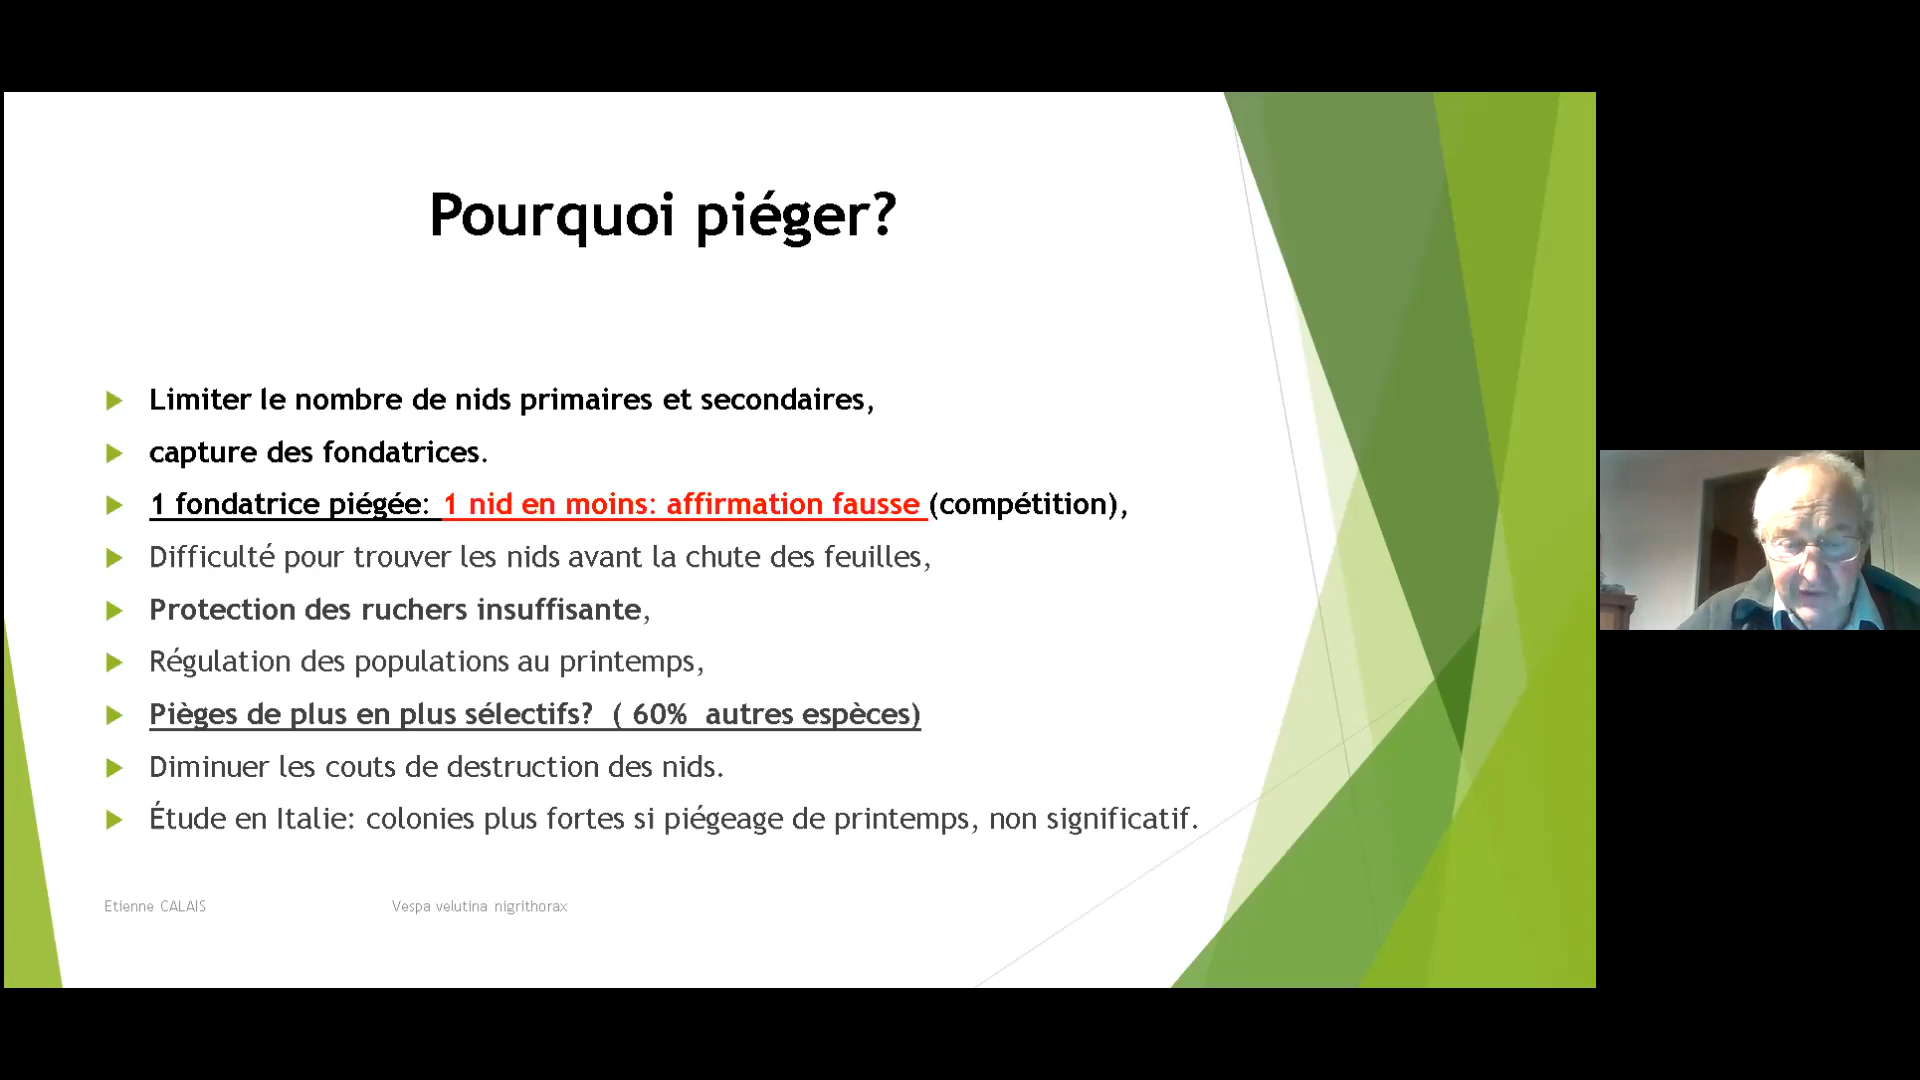 Pourquoi piéger?
Limiter le nombre de nids primaires et secondaires,
capture des fondatrices.
1 fondatrice piégée: 1 nid en moins: affirmation fausse (compétition),
Difficulté pour trouver les nids avant la chute des feuilles,
Protection des ruchers insuffisante,
Régulation des populations au printemps,
Pièges de plus en plus sélectifs? ( 60% autres espèces)
Diminuer les couts de destruction des nids.
Étude en Italie: colonies plus fortes si piégeage de printemps, non significatif.
Etienne CALAIS
Vespa velutina nigrithorax